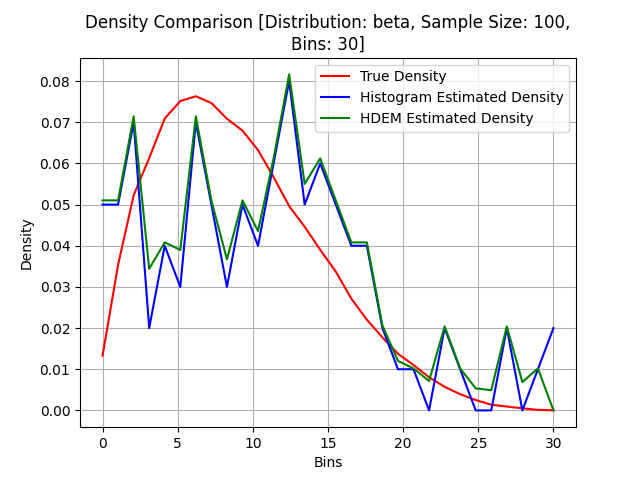 Density Comparison [Distribution: beta, Sample Size: 100,
Bins: 30]
True Density
Histogram Estimated Density
HDEM Estimated Density
Density
0.08
0.07
0.06
0.05
0.04
0.03
0.02
0.01
0.00
0 5 10 15 20 25 30
Bins